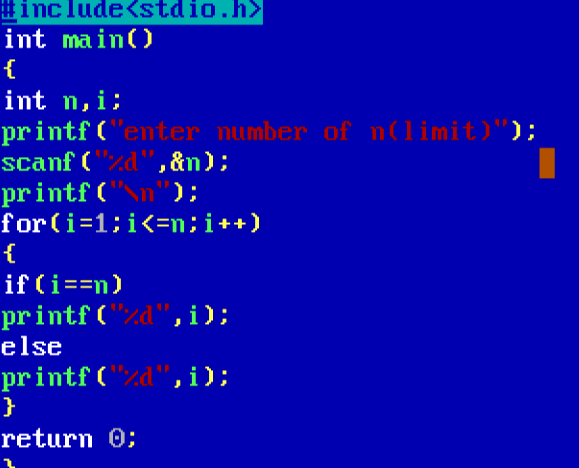 #include<stdio.h>
int main()
{
int n,i;
printf("enter number of n(limit)");
scanf("%d",&n);
printf("\n");
for(i=1;i<=n;i++)
{
if(i==n)
printf("%d",i);
else
printf("%d",i);
}
return 0;
}